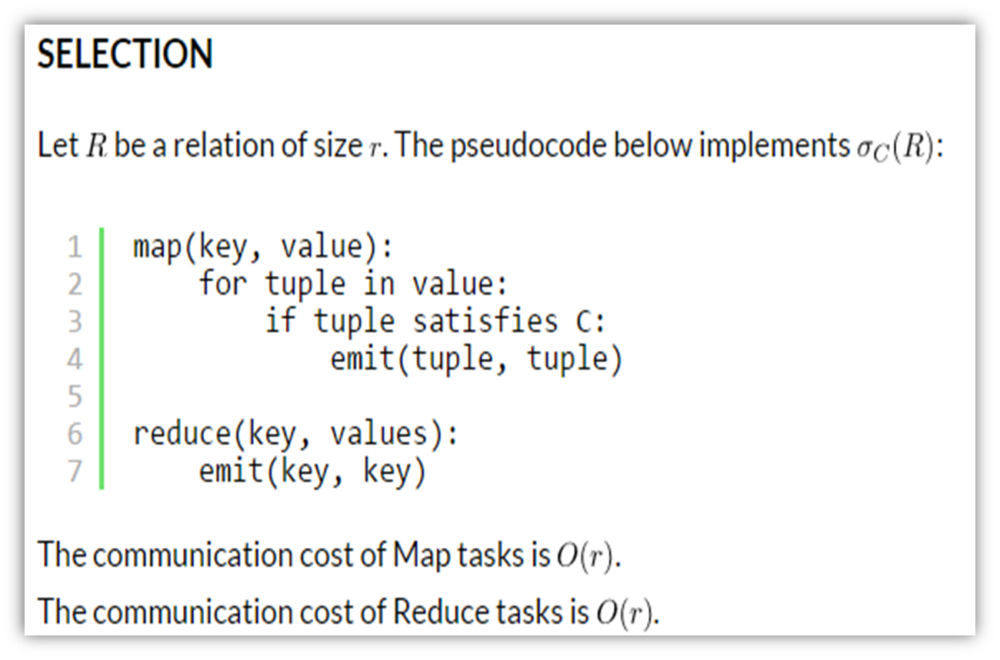 SELECTION
Let R be a relation of size r. The pseudocode below implements σC(R):
1 map(key, value):
2 for tuple in value:
3 if tuple satisfies C:
4 emit(tuple, tuple)
5
6 reduce(key, values):
7 emit(key, key)
The communication cost of Map tasks is O(r).
The communication cost of Reduce tasks is O(r).